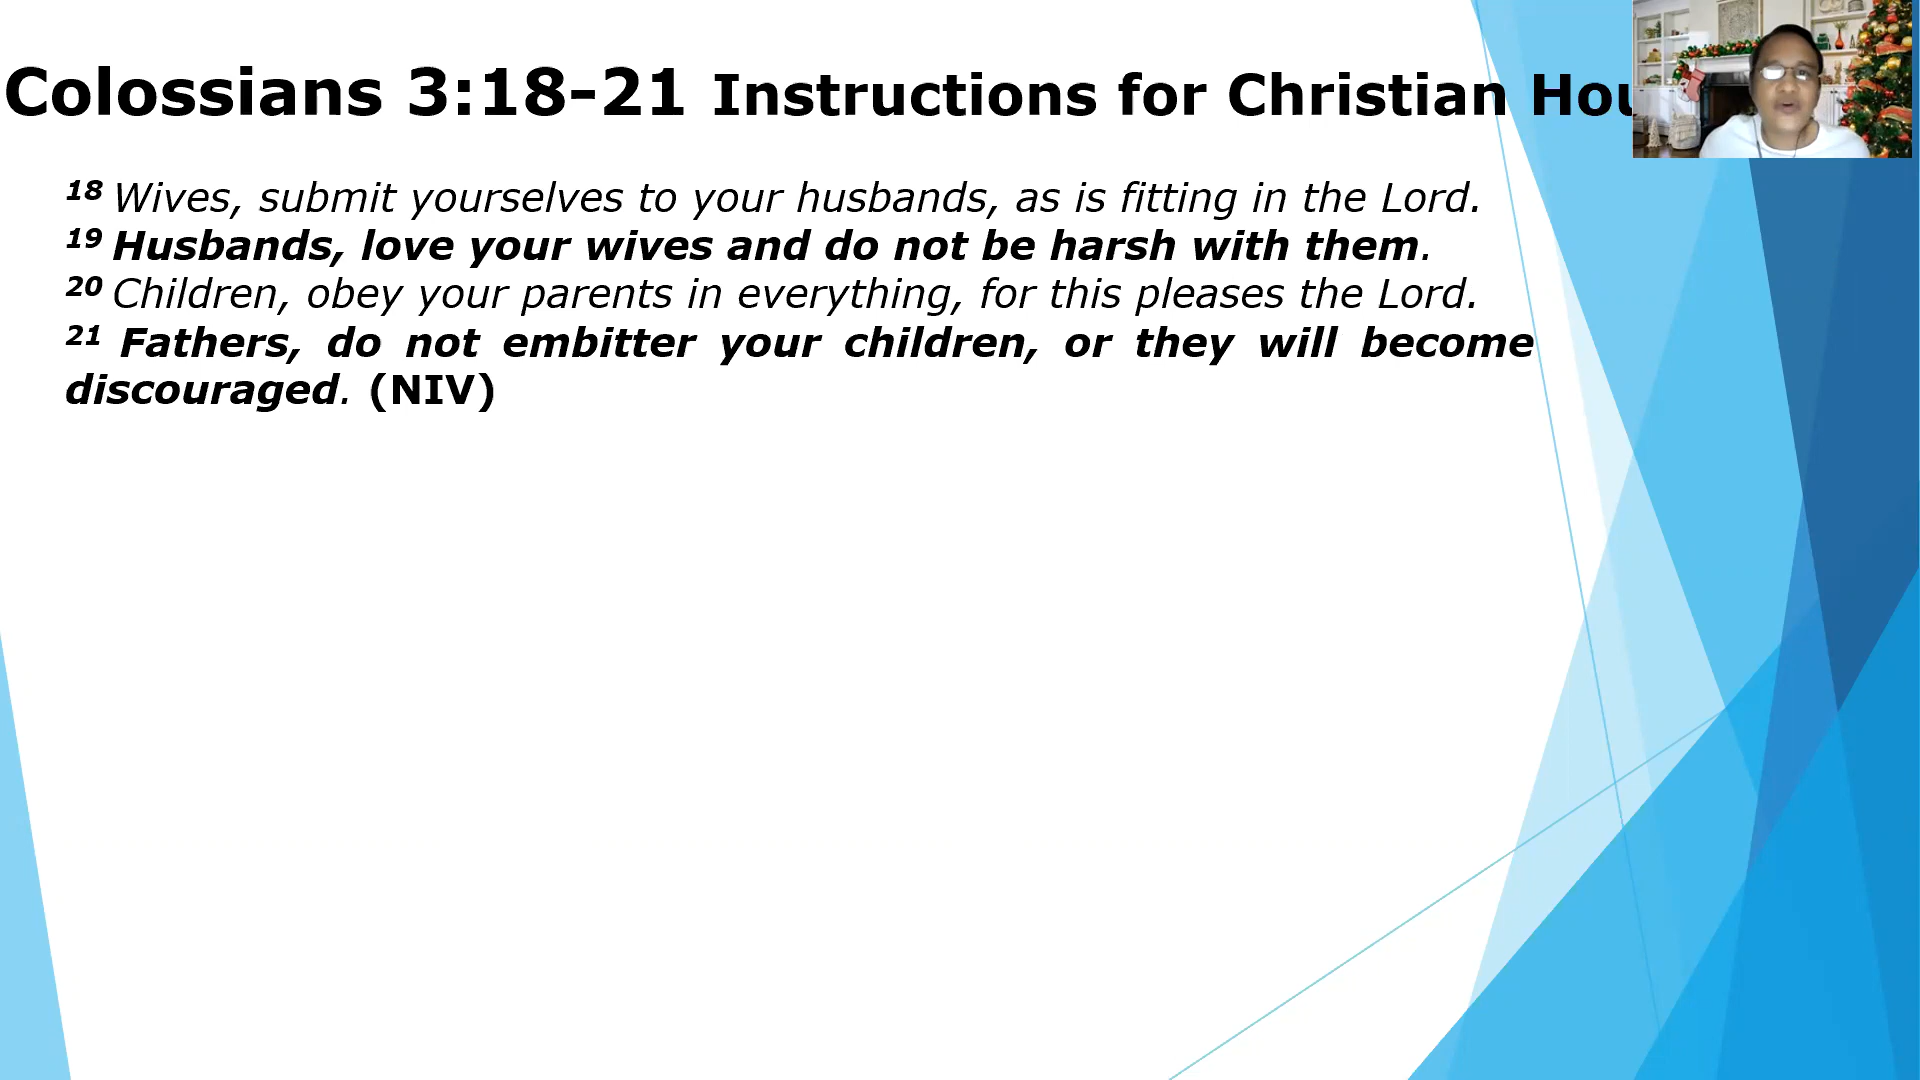 Colossians 3:18-21 Instructions for Christian
18 Wives, submit yourselves to your husbands, as is fitting in the Lord.
19 Husbands, love your wives and do not be harsh with them.
20 Children, obey your parents in everything, for this pleases the Lord.
21 Fathers, do not embitter your children, or they will become
discouraged. (NIV)